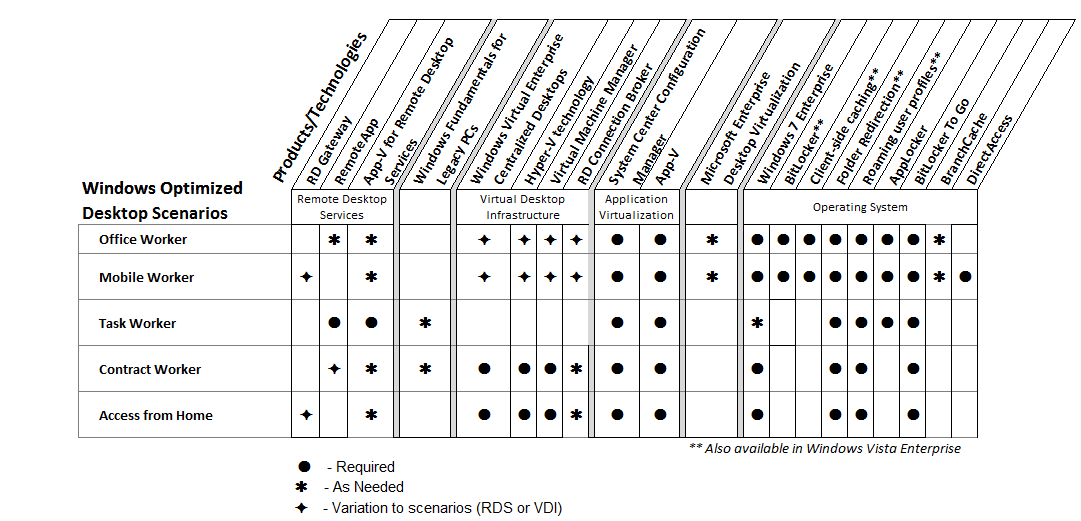 Products/Technologies
RD Gateway
RemoteApp
App-V for Remote Desktop
Services
Windows Fundamentals for
Legacy PCs
Windows Virtual Enterprise
Centralized Desktops
Hyper-V technology
Virtual Machine Manager
RD Connection Broker
System Center Configuration
Manager
App-V
Microsoft Enterprise
Desktop Virtualization
Windows 7 Enterprise
BitLocker**
Client-side caching**
Folder Redirection**
Roaming user profiles**
AppLocker
BitLocker To Go
BranchCache
DirectAccess
Windows Optimized
Desktop Scenarios
Remote Desktop
Services
Virtual Desktop
Infrastructure
Application
Virtualization
Operating System
Office Worker
Mobile Worker
Task Worker
Contract Worker
Access from Home
** Also available in Windows Vista Enterprise
● - Required
✱ - As Needed
✦ - Variation to scenarios (RDS or VDI)